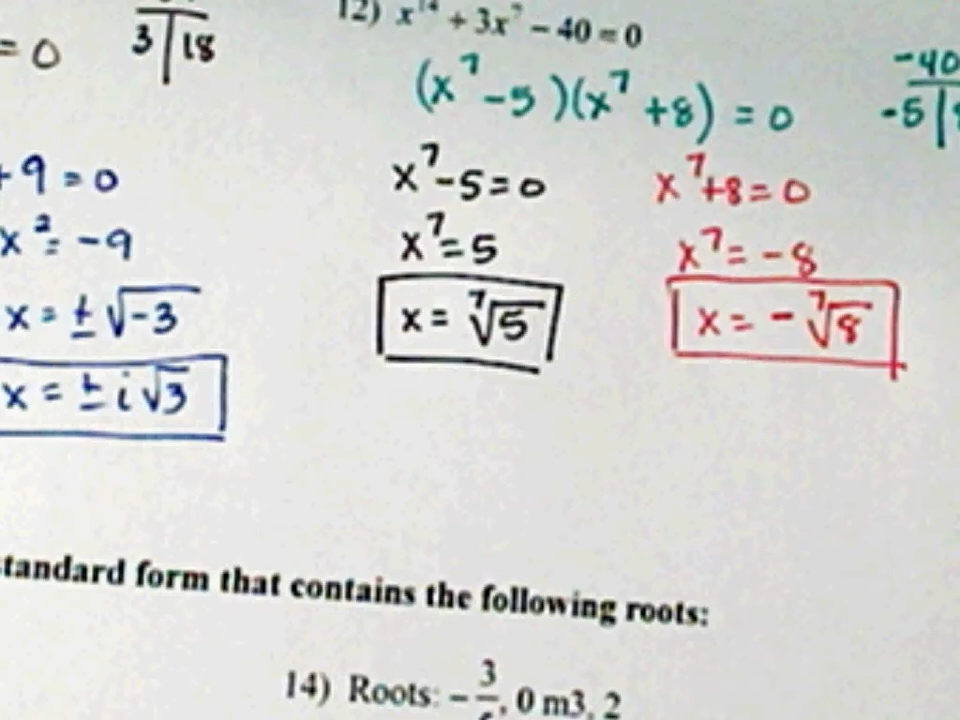 = 0
3 | 18
12) x¹⁴ + 3x⁷ − 40 = 0
(x⁷ - 5)(x⁷ + 8) = 0
-40
-5 | 8
+ 9 = 0
x² = -9
x = ± √-3
x = ± i√3
x⁷ - 5 = 0
x⁷ = 5
x = ⁷√5
x⁷ + 8 = 0
x⁷ = -8
x = - ⁷√8
tandard form that contains the following roots:
14) Roots: − 3/, 0 m3, 2